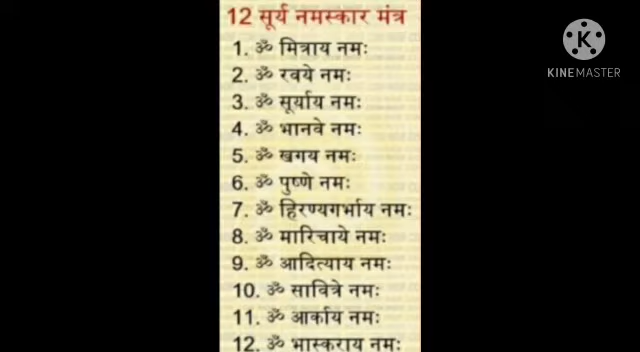 12 सूर्य नमस्कार मंत्र
1. ॐ मित्राय नमः
2. ॐ रवये नमः
3. ॐ सूर्याय नमः
4. ॐ भानवे नमः
5. ॐ खगय नमः
6. ॐ पुष्णे नमः
7. ॐ हिरण्यगर्भाय नमः
8. ॐ मारिचाये नमः
9. ॐ आदित्याय नमः
10. ॐ सावित्रे नमः
11. ॐ आर्काय नमः
12. ॐ भास्कराय नमः
K
KINEMASTER